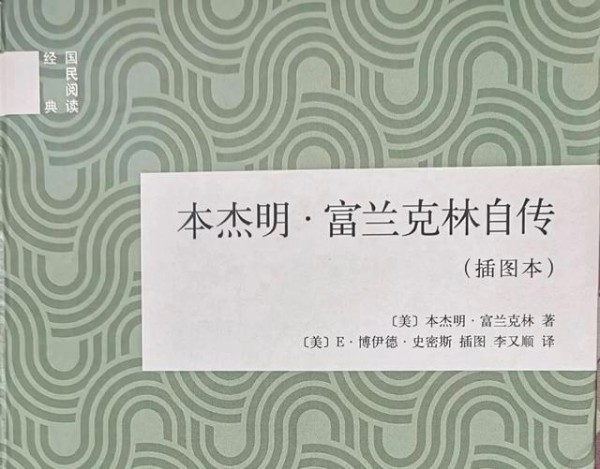 国民阅读
经典
本杰明·富兰克林自传
（插图本）
〔美〕本杰明·富兰克林 著
〔美〕E·博伊德·史密斯 插图 李又顺 译